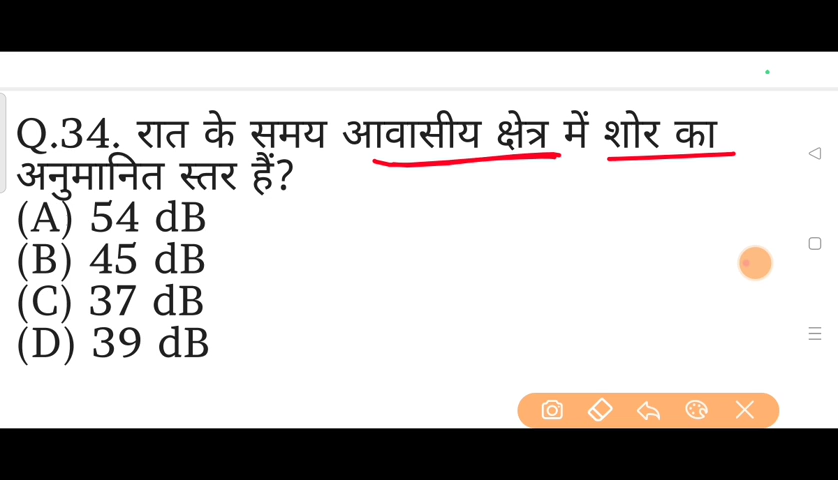 Q.34. रात के समय आवासीय क्षेत्र में शोर का
अनुमानित स्तर हैं?
(A) 54 dB
(B) 45 dB
(C) 37 dB
(D) 39 dB